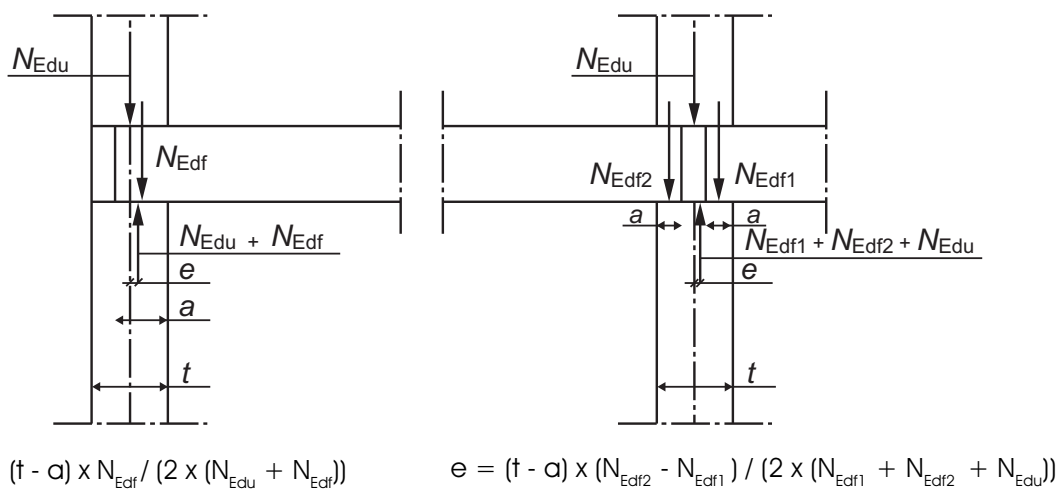 NEdu
NEdf
NEdu + NEdf
e
a
t
(t - a) x NEdf / (2 x (NEdu + NEdf))
NEdu
NEdf2
NEdf1
a
a
NEdf1 + NEdf2 + NEdu
e
t
e = (t - a) x (NEdf2 - NEdf1) / (2 x (NEdf1 + NEdf2 + NEdu))